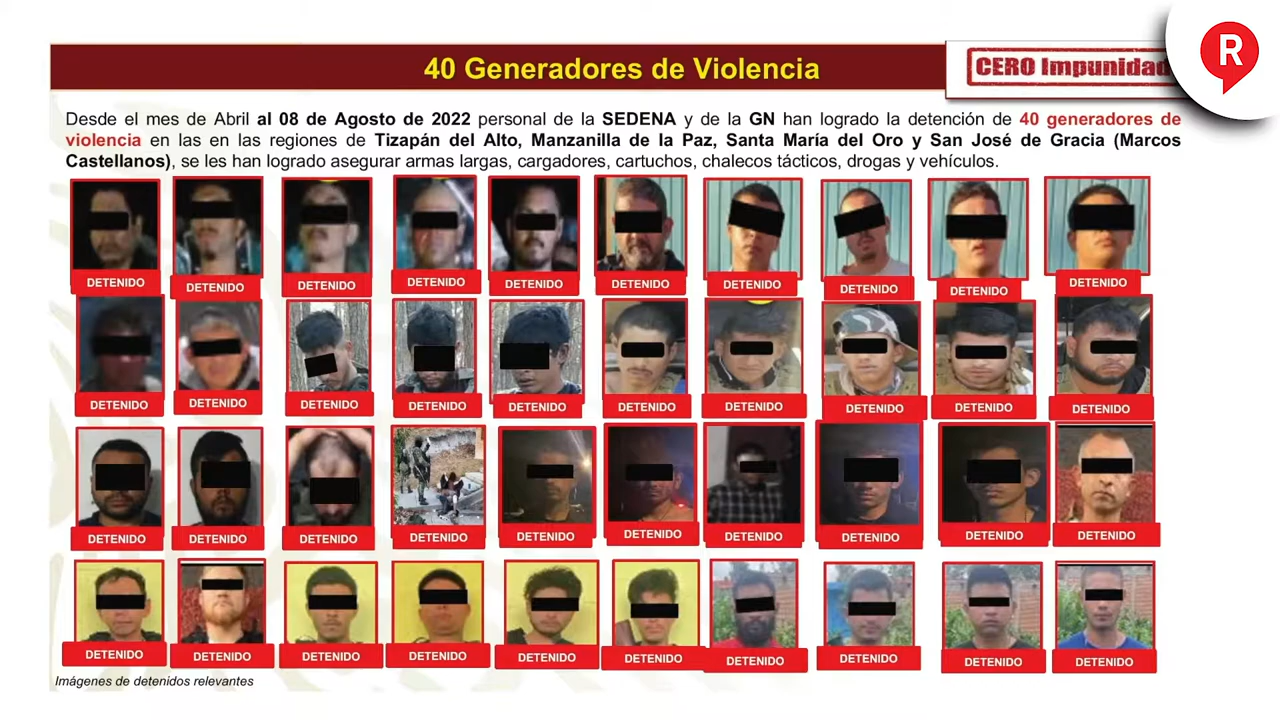 R
40 Generadores de Violencia
CERO Impunidad
Desde el mes de Abril al 08 de Agosto de 2022 personal de la SEDENA y de la GN han logrado la detención de 40 generadores de
violencia en las en las regiones de Tizapán del Alto, Manzanilla de la Paz, Santa María del Oro y San José de Gracia (Marcos
Castellanos), se les han logrado asegurar armas largas, cargadores, cartuchos, chalecos tácticos, drogas y vehículos.
DETENIDO DETENIDO DETENIDO DETENIDO DETENIDO DETENIDO DETENIDO DETENIDO DETENIDO DETENIDO
DETENIDO DETENIDO DETENIDO DETENIDO DETENIDO DETENIDO DETENIDO DETENIDO DETENIDO DETENIDO
DETENIDO DETENIDO DETENIDO DETENIDO DETENIDO DETENIDO DETENIDO DETENIDO DETENIDO DETENIDO
DETENIDO DETENIDO DETENIDO DETENIDO DETENIDO DETENIDO DETENIDO DETENIDO DETENIDO DETENIDO
Imágenes de detenidos relevantes